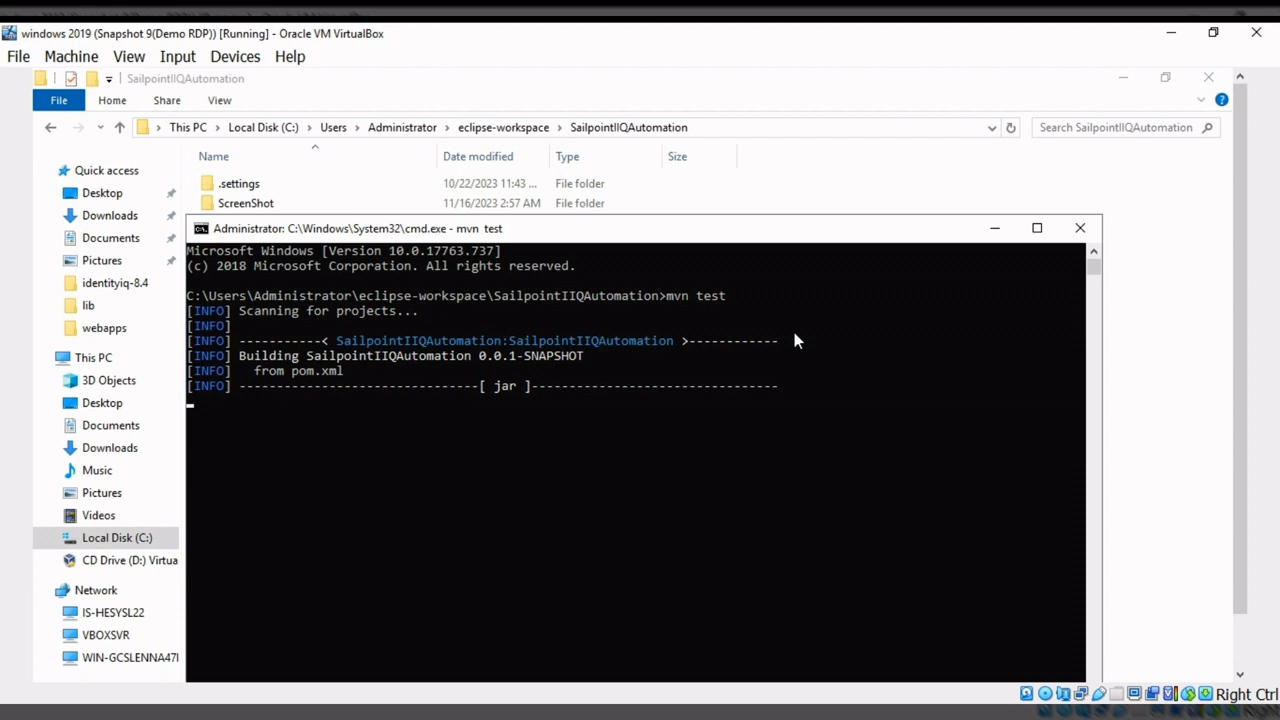 windows 2019 (Snapshot 9(Demo RDP)) [Running] - Oracle VM VirtualBox
File Machine View Input Devices Help
SailpointIIQAutomation
File Home Share View
This PC > Local Disk (C:) > Users > Administrator > eclipse-workspace > SailpointIIQAutomation
Search SailpointIIQAutomation
Name Date modified Type Size
.settings 10/22/2023 11:43 ... File folder
ScreenShot 11/16/2023 2:57 AM File folder
Quick access
Desktop
Downloads
Documents
Pictures
identityiq-8.4
lib
webapps
This PC
3D Objects
Desktop
Documents
Downloads
Music
Pictures
Videos
Local Disk (C:)
CD Drive (D:) Virtua
Network
IS-HESYSL22
VBOXSVR
WIN-GCSLENNA47I
Administrator: C:\Windows\System32\cmd.exe - mvn test
Microsoft Windows [Version 10.0.17763.737]
(c) 2018 Microsoft Corporation. All rights reserved.
C:\Users\Administrator\eclipse-workspace\SailpointIIQAutomation>mvn test
[INFO] Scanning for projects...
[INFO]
[INFO] -----------< SailpointIIQAutomation:SailpointIIQAutomation >------------
[INFO] Building SailpointIIQAutomation 0.0.1-SNAPSHOT
[INFO]   from pom.xml
[INFO] --------------------------------[ jar ]---------------------------------
Right Ctrl